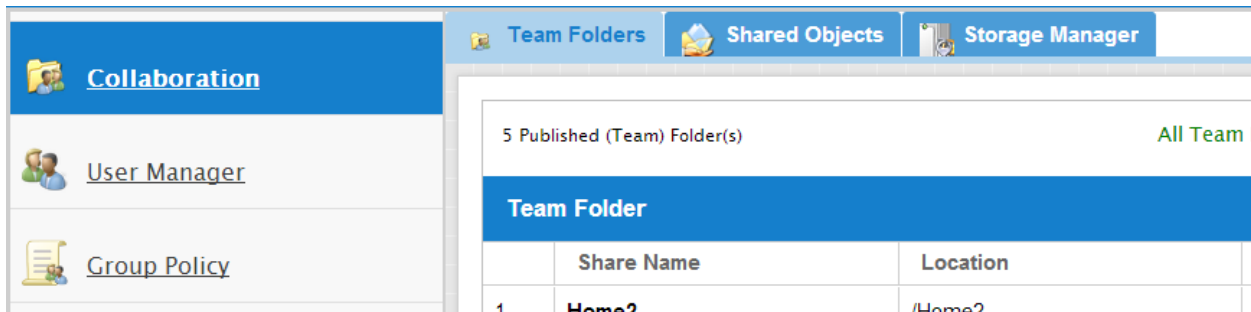 Team Folders Shared Objects Storage Manager
Collaboration
5 Published (Team) Folder(s) All Team
User Manager
Team Folder
Group Policy
Share Name Location
1 Home2 /Home2